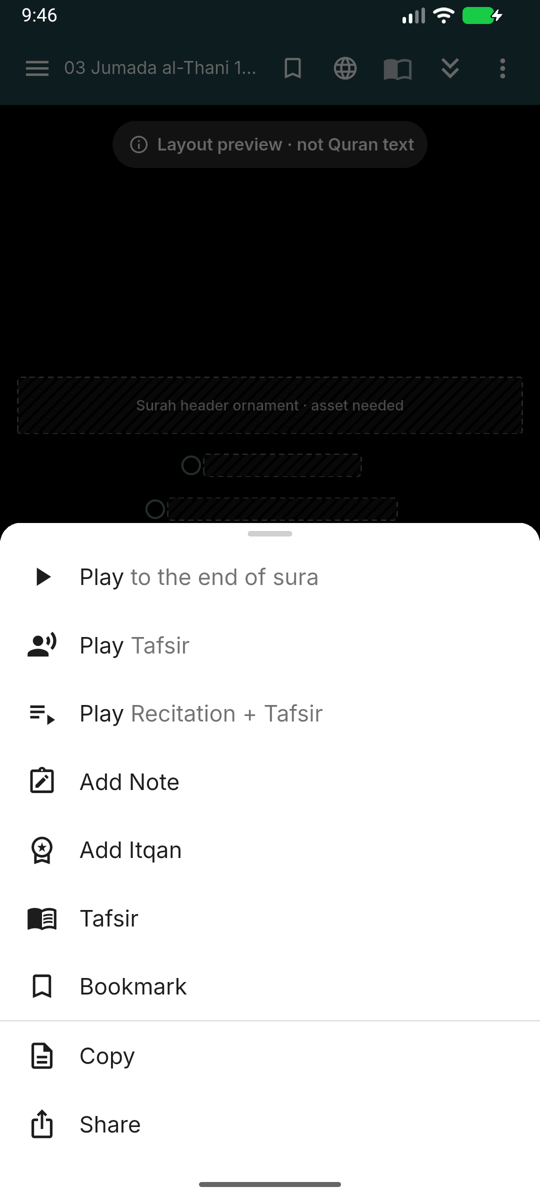 9:46
03 Jumada al-Thani 1...
Layout preview · not Quran text
Surah header ornament · asset needed
Play to the end of sura
Play Tafsir
Play Recitation + Tafsir
Add Note
Add Itqan
Tafsir
Bookmark
Copy
Share